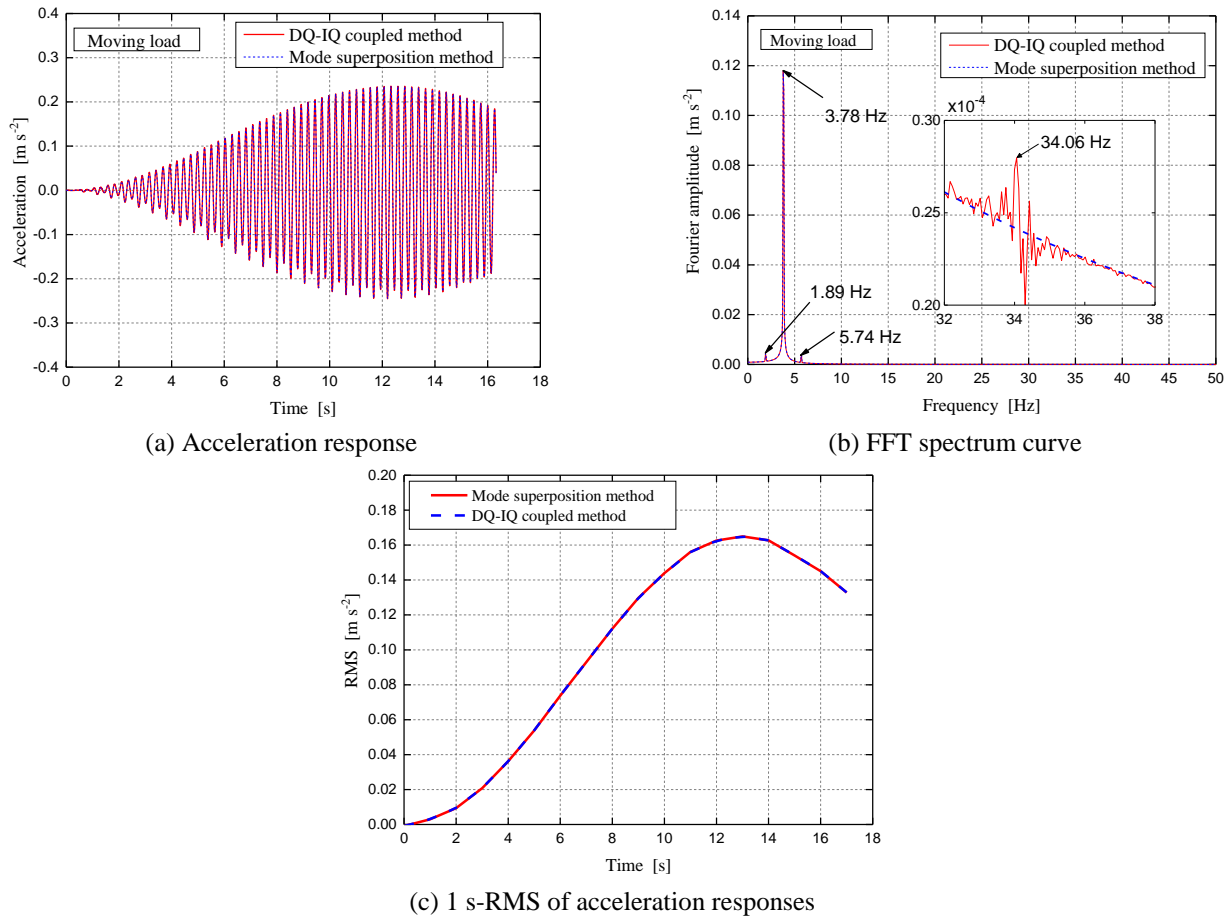 0.4
0.3
0.2
0.1
0.0
-0.1
-0.2
-0.3
-0.4
Acceleration [m s-2]
Moving load
DQ-IQ coupled method
Mode superposition method
0 2 4 6 8 10 12 14 16 18
Time [s]
(a) Acceleration response
0.14
0.12
0.10
0.08
0.06
0.04
0.02
0.00
Fourier amplitude [m s-2]
Moving load
DQ-IQ coupled method
Mode superposition method
3.78 Hz
1.89 Hz
5.74 Hz
x10-4
0.30
0.25
0.20
34.06 Hz
32 34 36 38
0 5 10 15 20 25 30 35 40 45 50
Frequency [Hz]
(b) FFT spectrum curve
0.20
0.18
0.16
0.14
0.12
0.10
0.08
0.06
0.04
0.02
0.00
RMS [m s-2]
Mode superposition method
DQ-IQ coupled method
0 2 4 6 8 10 12 14 16 18
Time [s]
(c) 1 s-RMS of acceleration responses